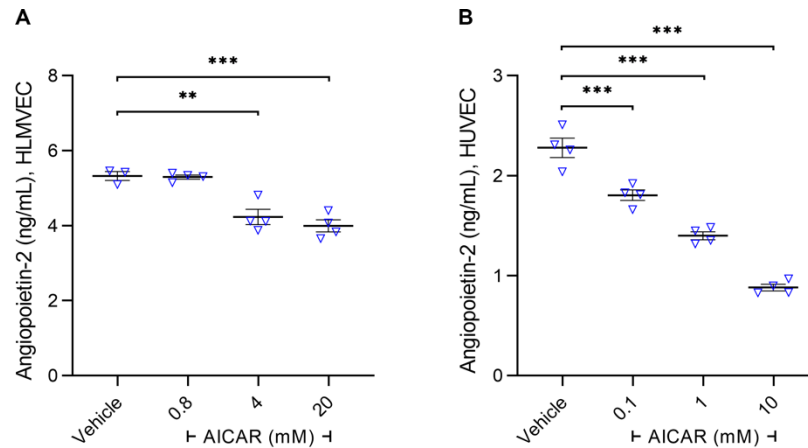 A
Angiopoietin-2 (ng/mL), HLMVEC
8
6
4
2
0
***
**
Vehicle
0.8
4
20
AICAR (mM)
B
Angiopoietin-2 (ng/mL), HUVEC
3
2
1
0
***
***
***
Vehicle
0.1
1
10
AICAR (mM)